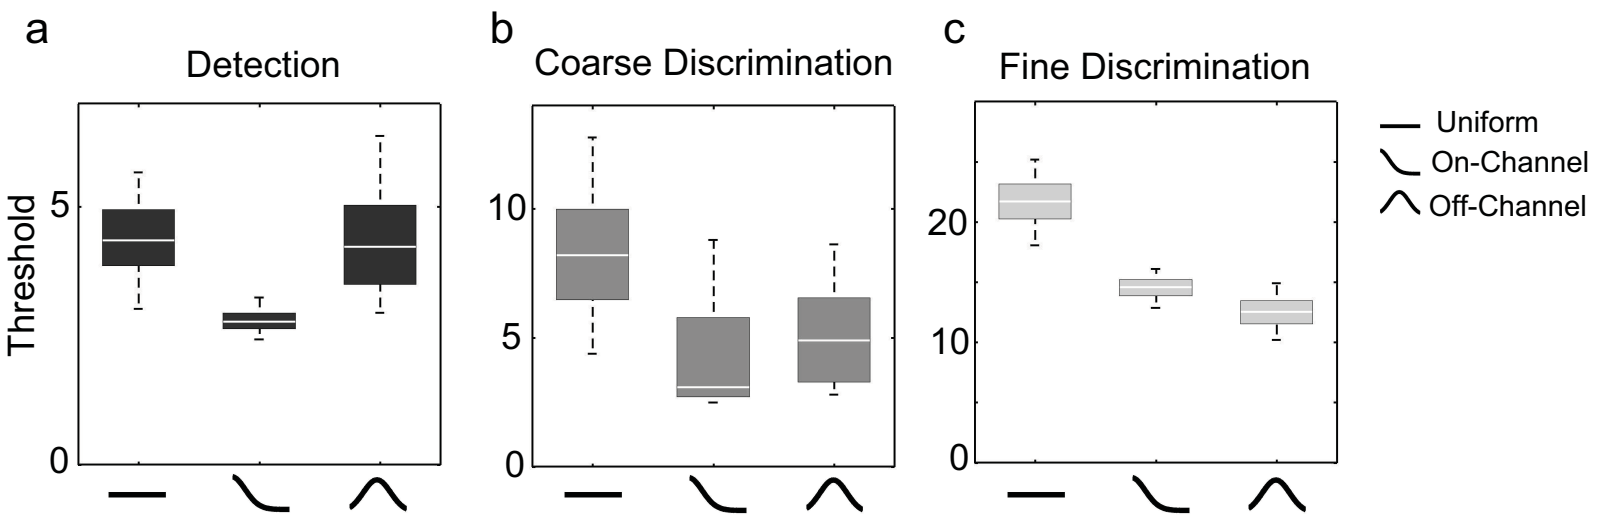 a
Detection
Threshold
5
0
b
Coarse Discrimination
10
5
0
c
Fine Discrimination
20
10
0
Uniform
On-Channel
Off-Channel